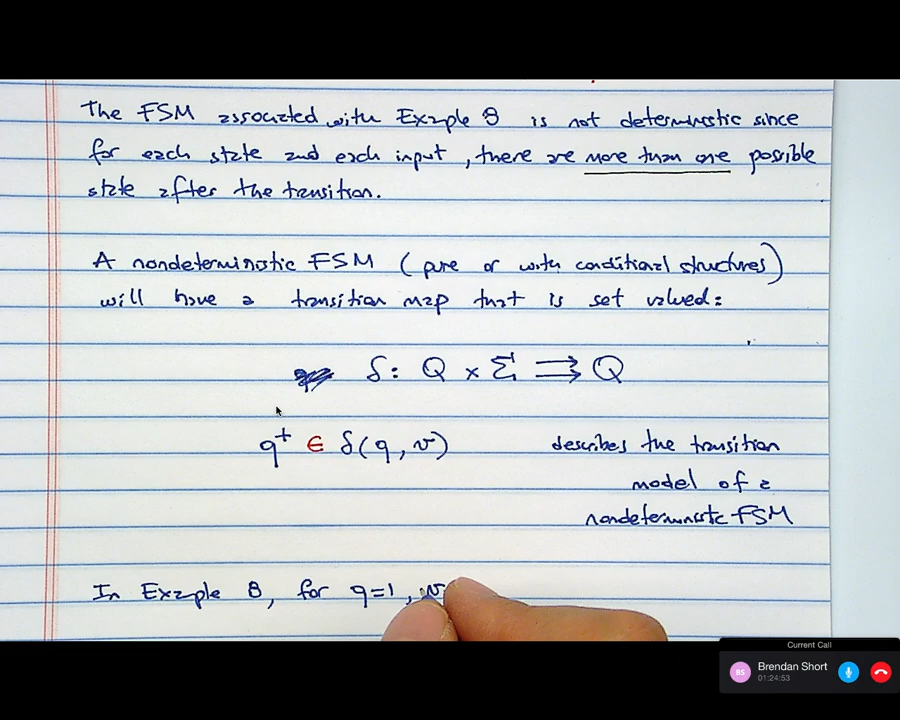 The FSM associated with Example 8 is not deterministic since
for each state and each input, there are more than one possible
state after the transition.
A nondeterministic FSM (pure or with conditional structures)
will have a transition map that is set valued:
δ: Q × Σ ⇉ Q
q⁺ ∈ δ(q, v) describes the transition
model of a
nondeterministic FSM
In Example 8, for q=1, v
Current Call
BS Brendan Short
01:24:53